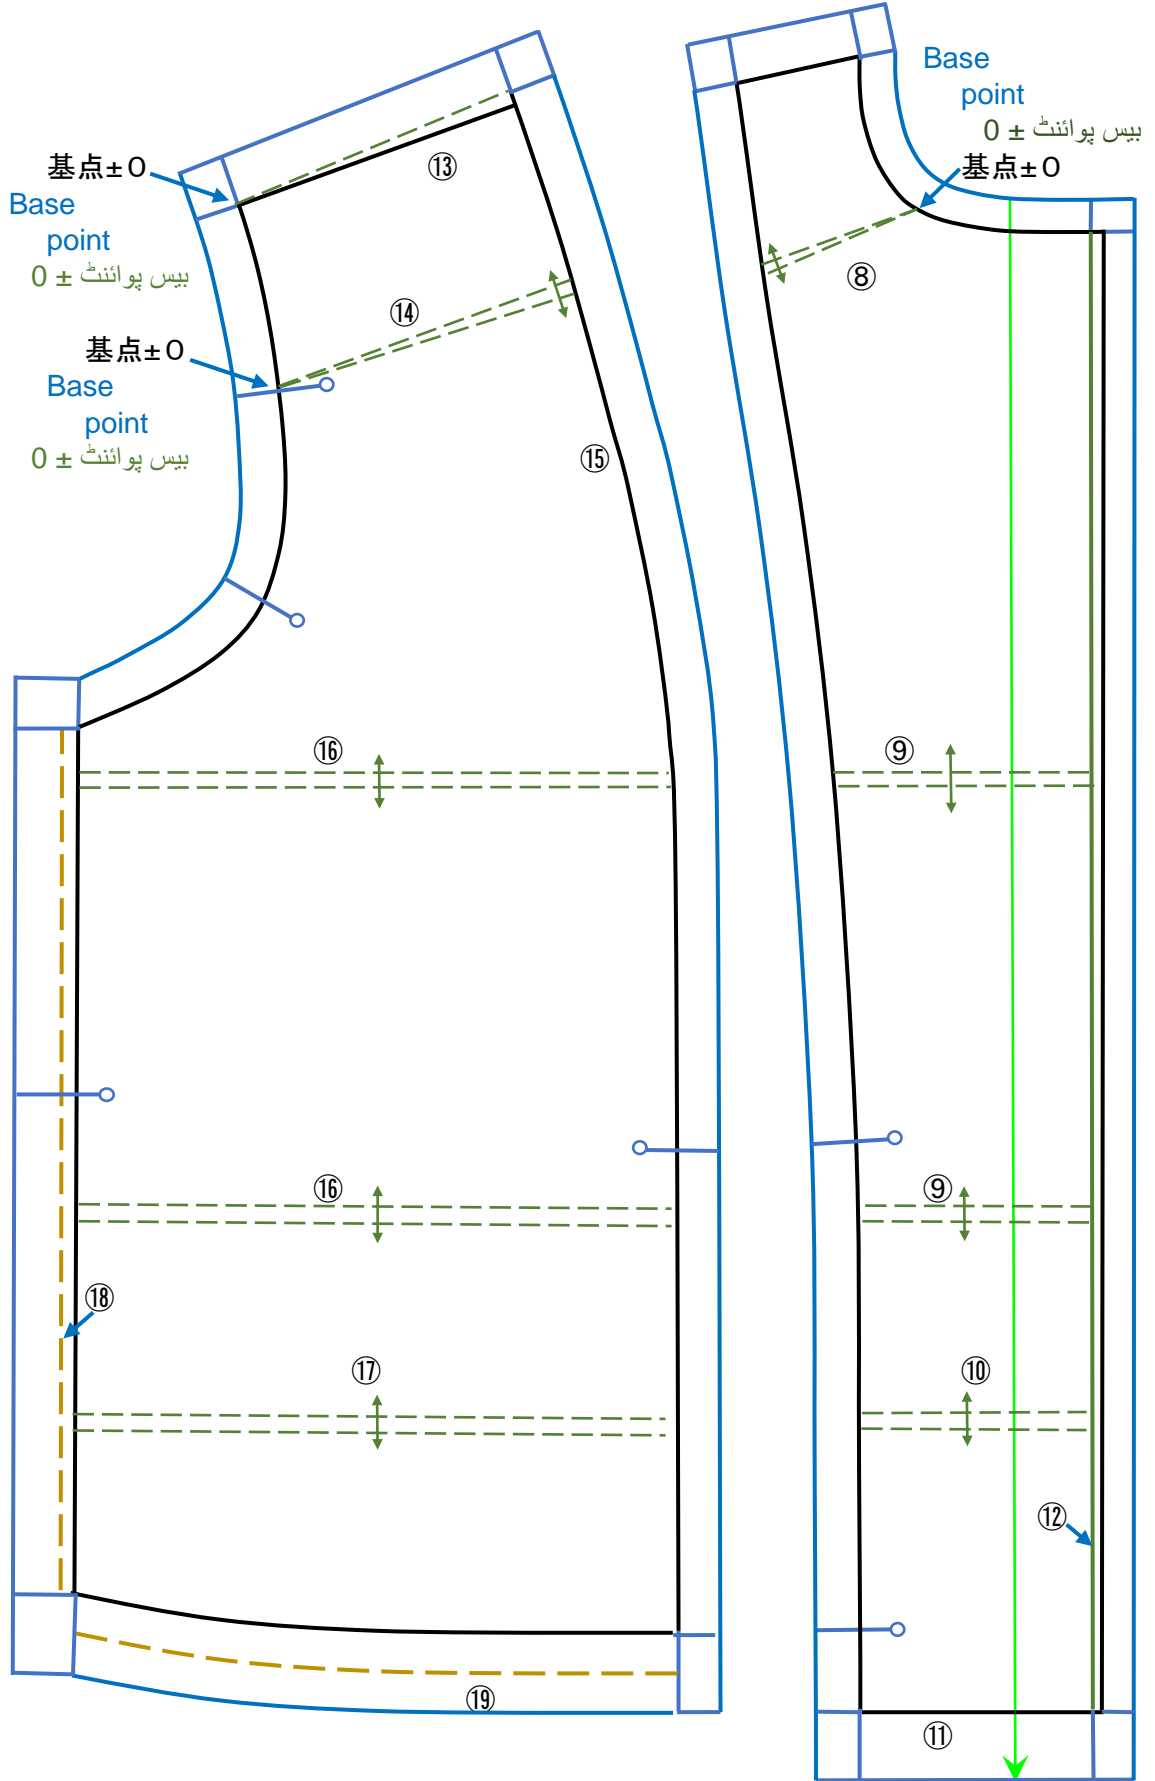 Base
point
بیس پوائنٹ ± 0
基点±0
⑬
基点±0
Base
point
بیس پوائنٹ ± 0
⑧
⑭
基点±0
Base
point
بیس پوائنٹ ± 0
⑮
⑯
⑨
⑯
⑨
⑱
⑰
⑩
⑫
⑲
⑪